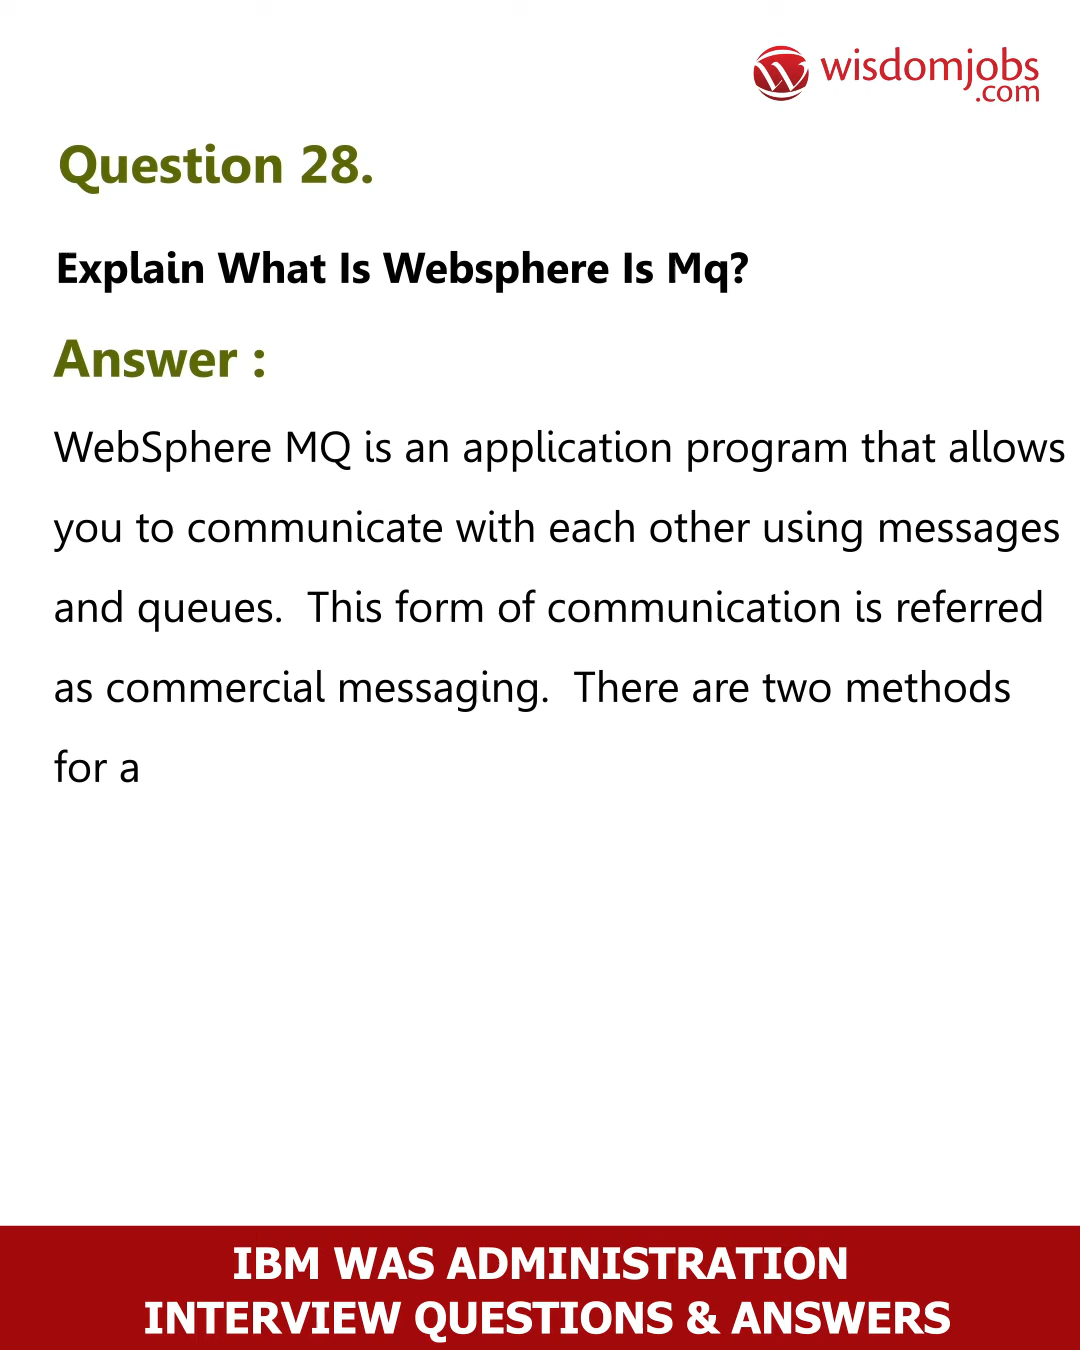 wisdomjobs
.com
Question 28.
Explain What Is Websphere Is Mq?
Answer :
WebSphere MQ is an application program that allows
you to communicate with each other using messages
and queues.  This form of communication is referred
as commercial messaging.  There are two methods
for a
IBM WAS ADMINISTRATION
INTERVIEW QUESTIONS & ANSWERS